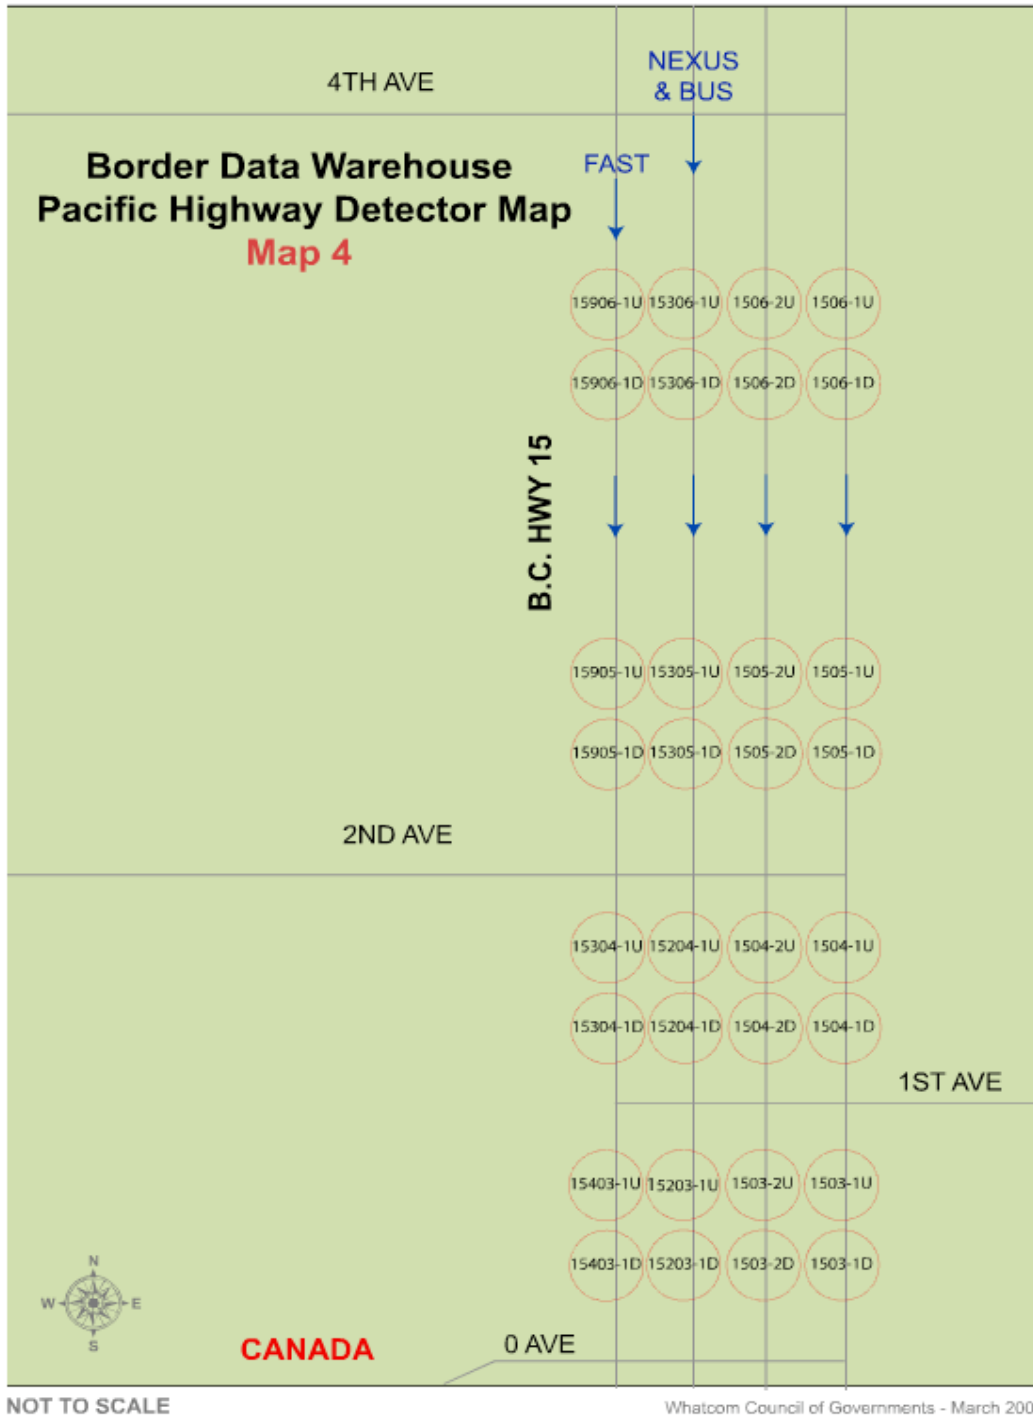 4TH AVE
NEXUS
& BUS
FAST
Border Data Warehouse
Pacific Highway Detector Map
Map 4
15906-1U 15306-1U 1506-2U 1506-1U
15906-1D 15306-1D 1506-2D 1506-1D
B.C. HWY 15
15905-1U 15305-1U 1505-2U 1505-1U
15905-1D 15305-1D 1505-2D 1505-1D
2ND AVE
15304-1U 15204-1U 1504-2U 1504-1U
15304-1D 15204-1D 1504-2D 1504-1D
1ST AVE
15403-1U 15203-1U 1503-2U 1503-1U
15403-1D 15203-1D 1503-2D 1503-1D
N
W E
S
CANADA
0 AVE
NOT TO SCALE
Whatcom Council of Governments - March